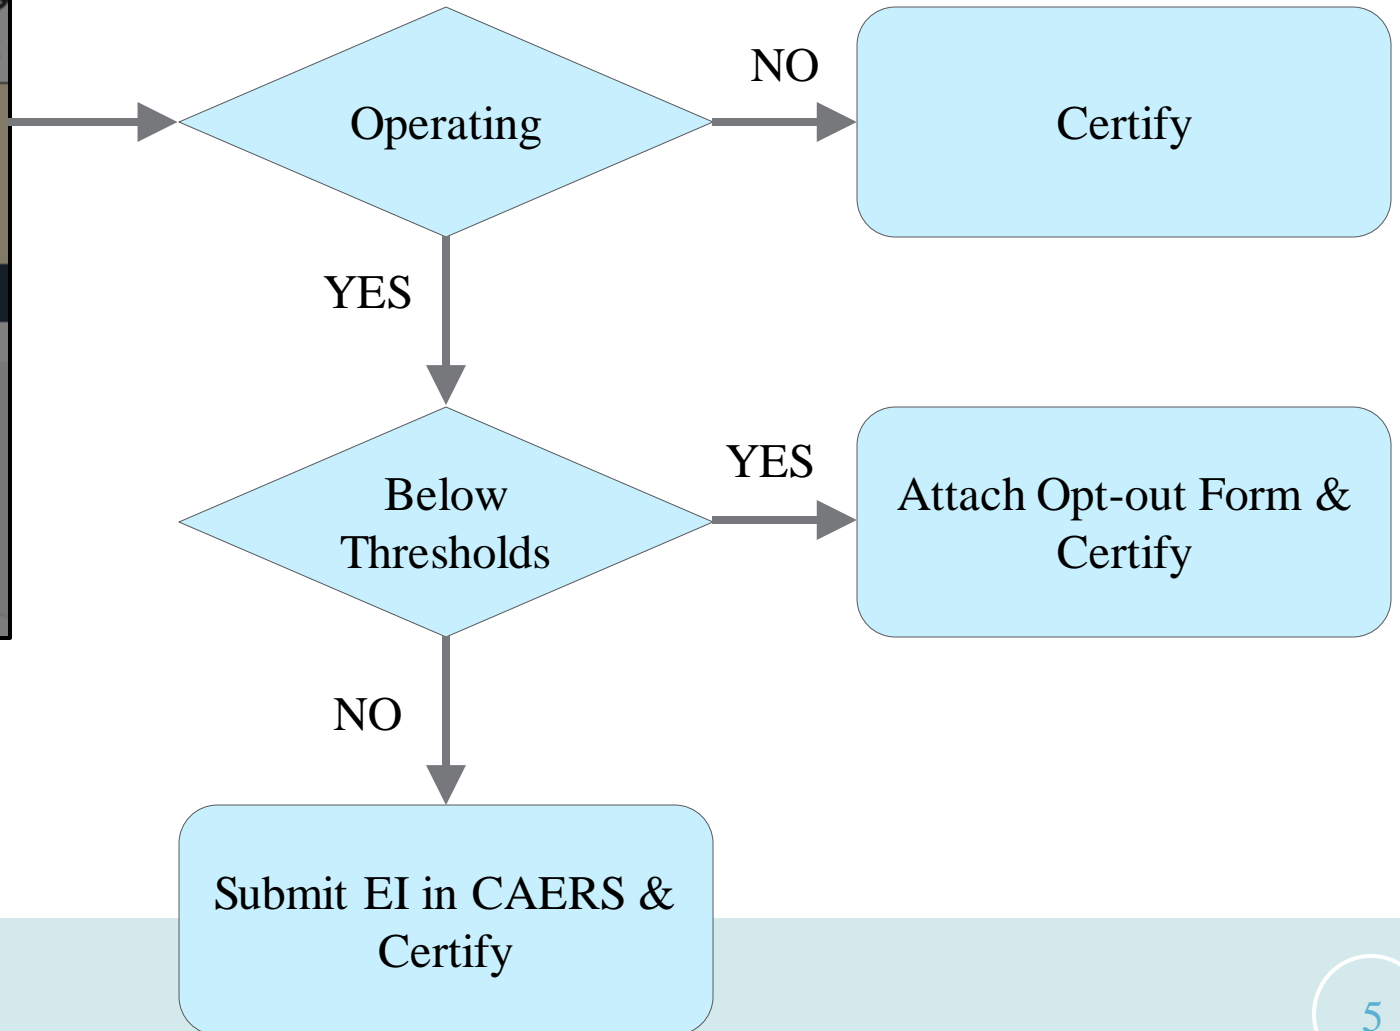 Operating
NO
Certify
YES
Below
Thresholds
YES
Attach Opt-out Form &
Certify
NO
Submit EI in CAERS &
Certify
5